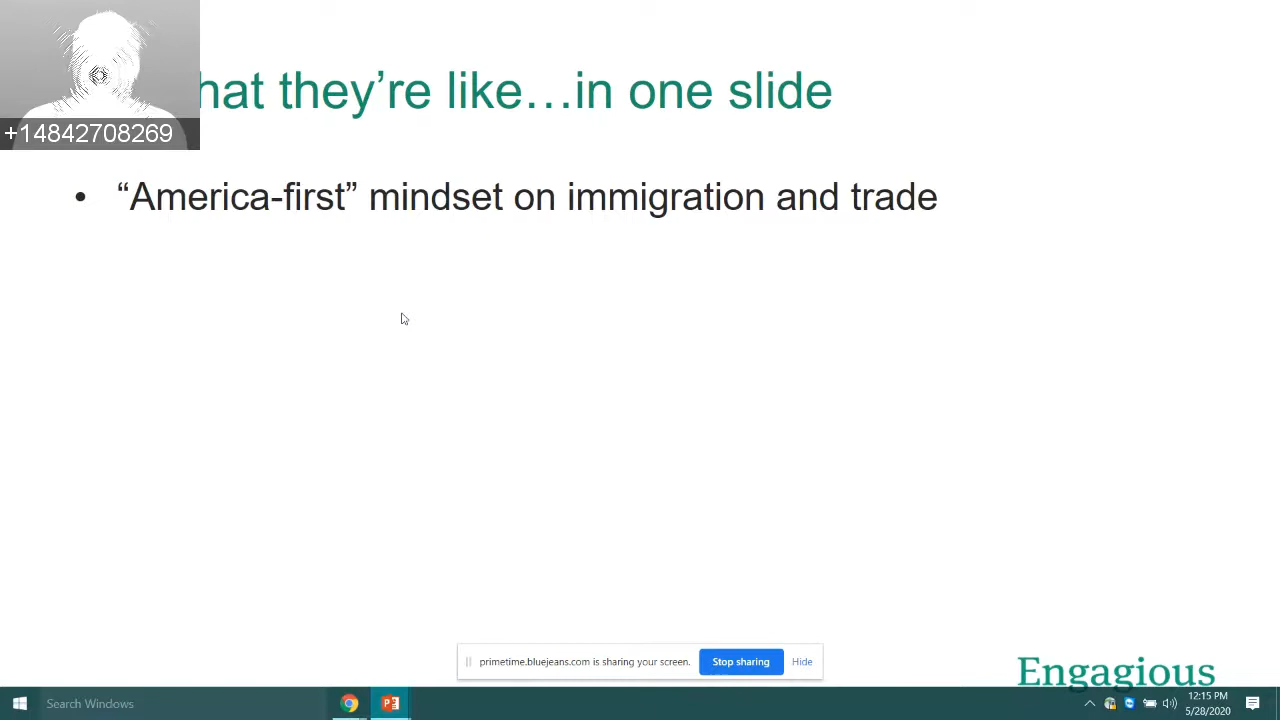 hat they’re like…in one slide
+14842708269
• “America-first” mindset on immigration and trade
primetime.bluejeans.com is sharing your screen.
Stop sharing
Hide
Engagious
Search Windows
12:15 PM
5/28/2020